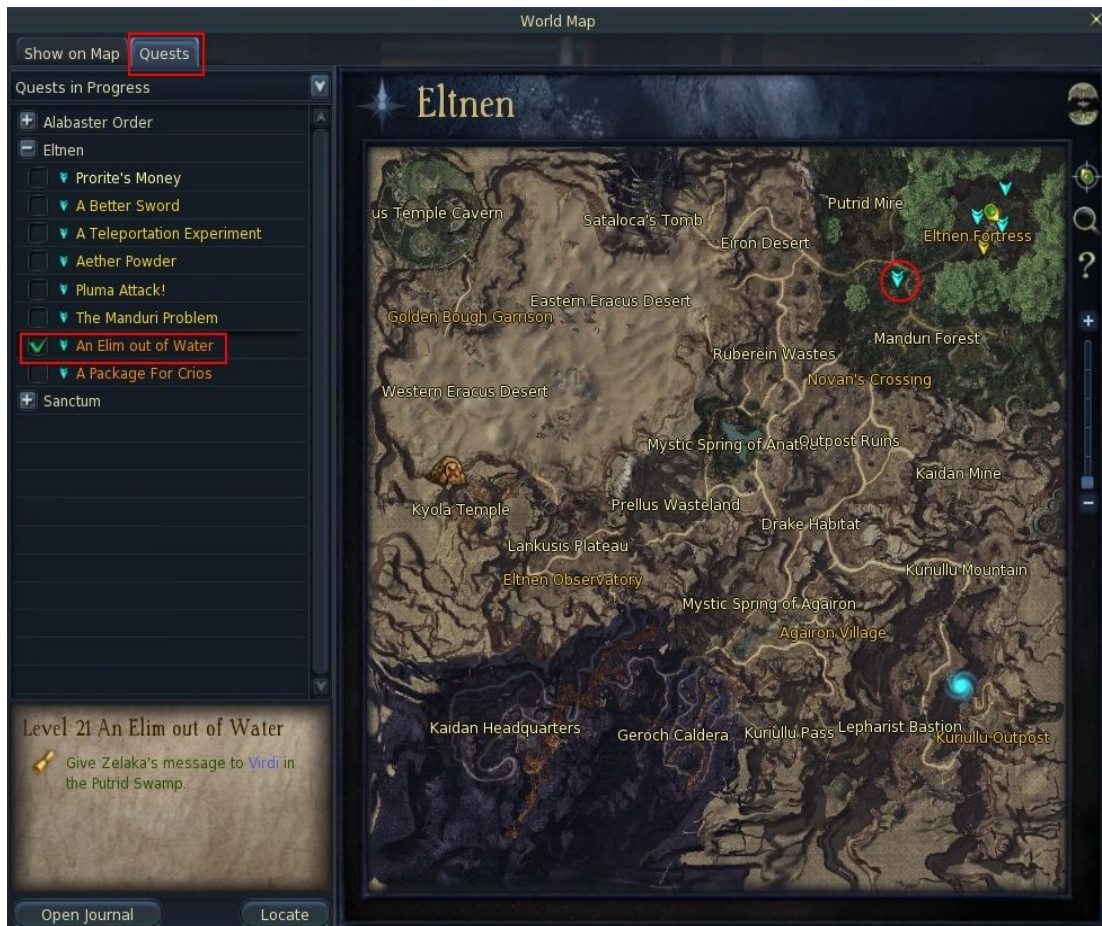 World Map
Show on Map
Quests
Quests in Progress
Alabaster Order
Eltnen
Prorite's Money
A Better Sword
A Teleportation Experiment
Aether Powder
Pluma Attack!
The Manduri Problem
An Elim out of Water
A Package For Crios
Sanctum
Level 21 An Elim out of Water
Give Zelaka's message to Virdi in
the Putrid Swamp.
Open Journal
Locate
Eltnen
Putrid Mire
us Temple Cavern
Sataloca's Tomb
Eiron Desert
Eltnen Fortress
Eastern Eracus Desert
Golden Bough Garrison
Manduri Forest
Ruberein Wastes
Novan's Crossing
Western Eracus Desert
Mystic Spring of Anath
Outpost Ruins
Kaidan Mine
Kyola Temple
Prellus Wasteland
Drake Habitat
Lankusis Plateau
Eltnen Observatory
Kuriullu Mountain
Mystic Spring of Agairon
Agairon Village
Kaidan Headquarters
Geroch Caldera
Kuriullu Pass
Lepharist Bastion
Kuriullu Outpost